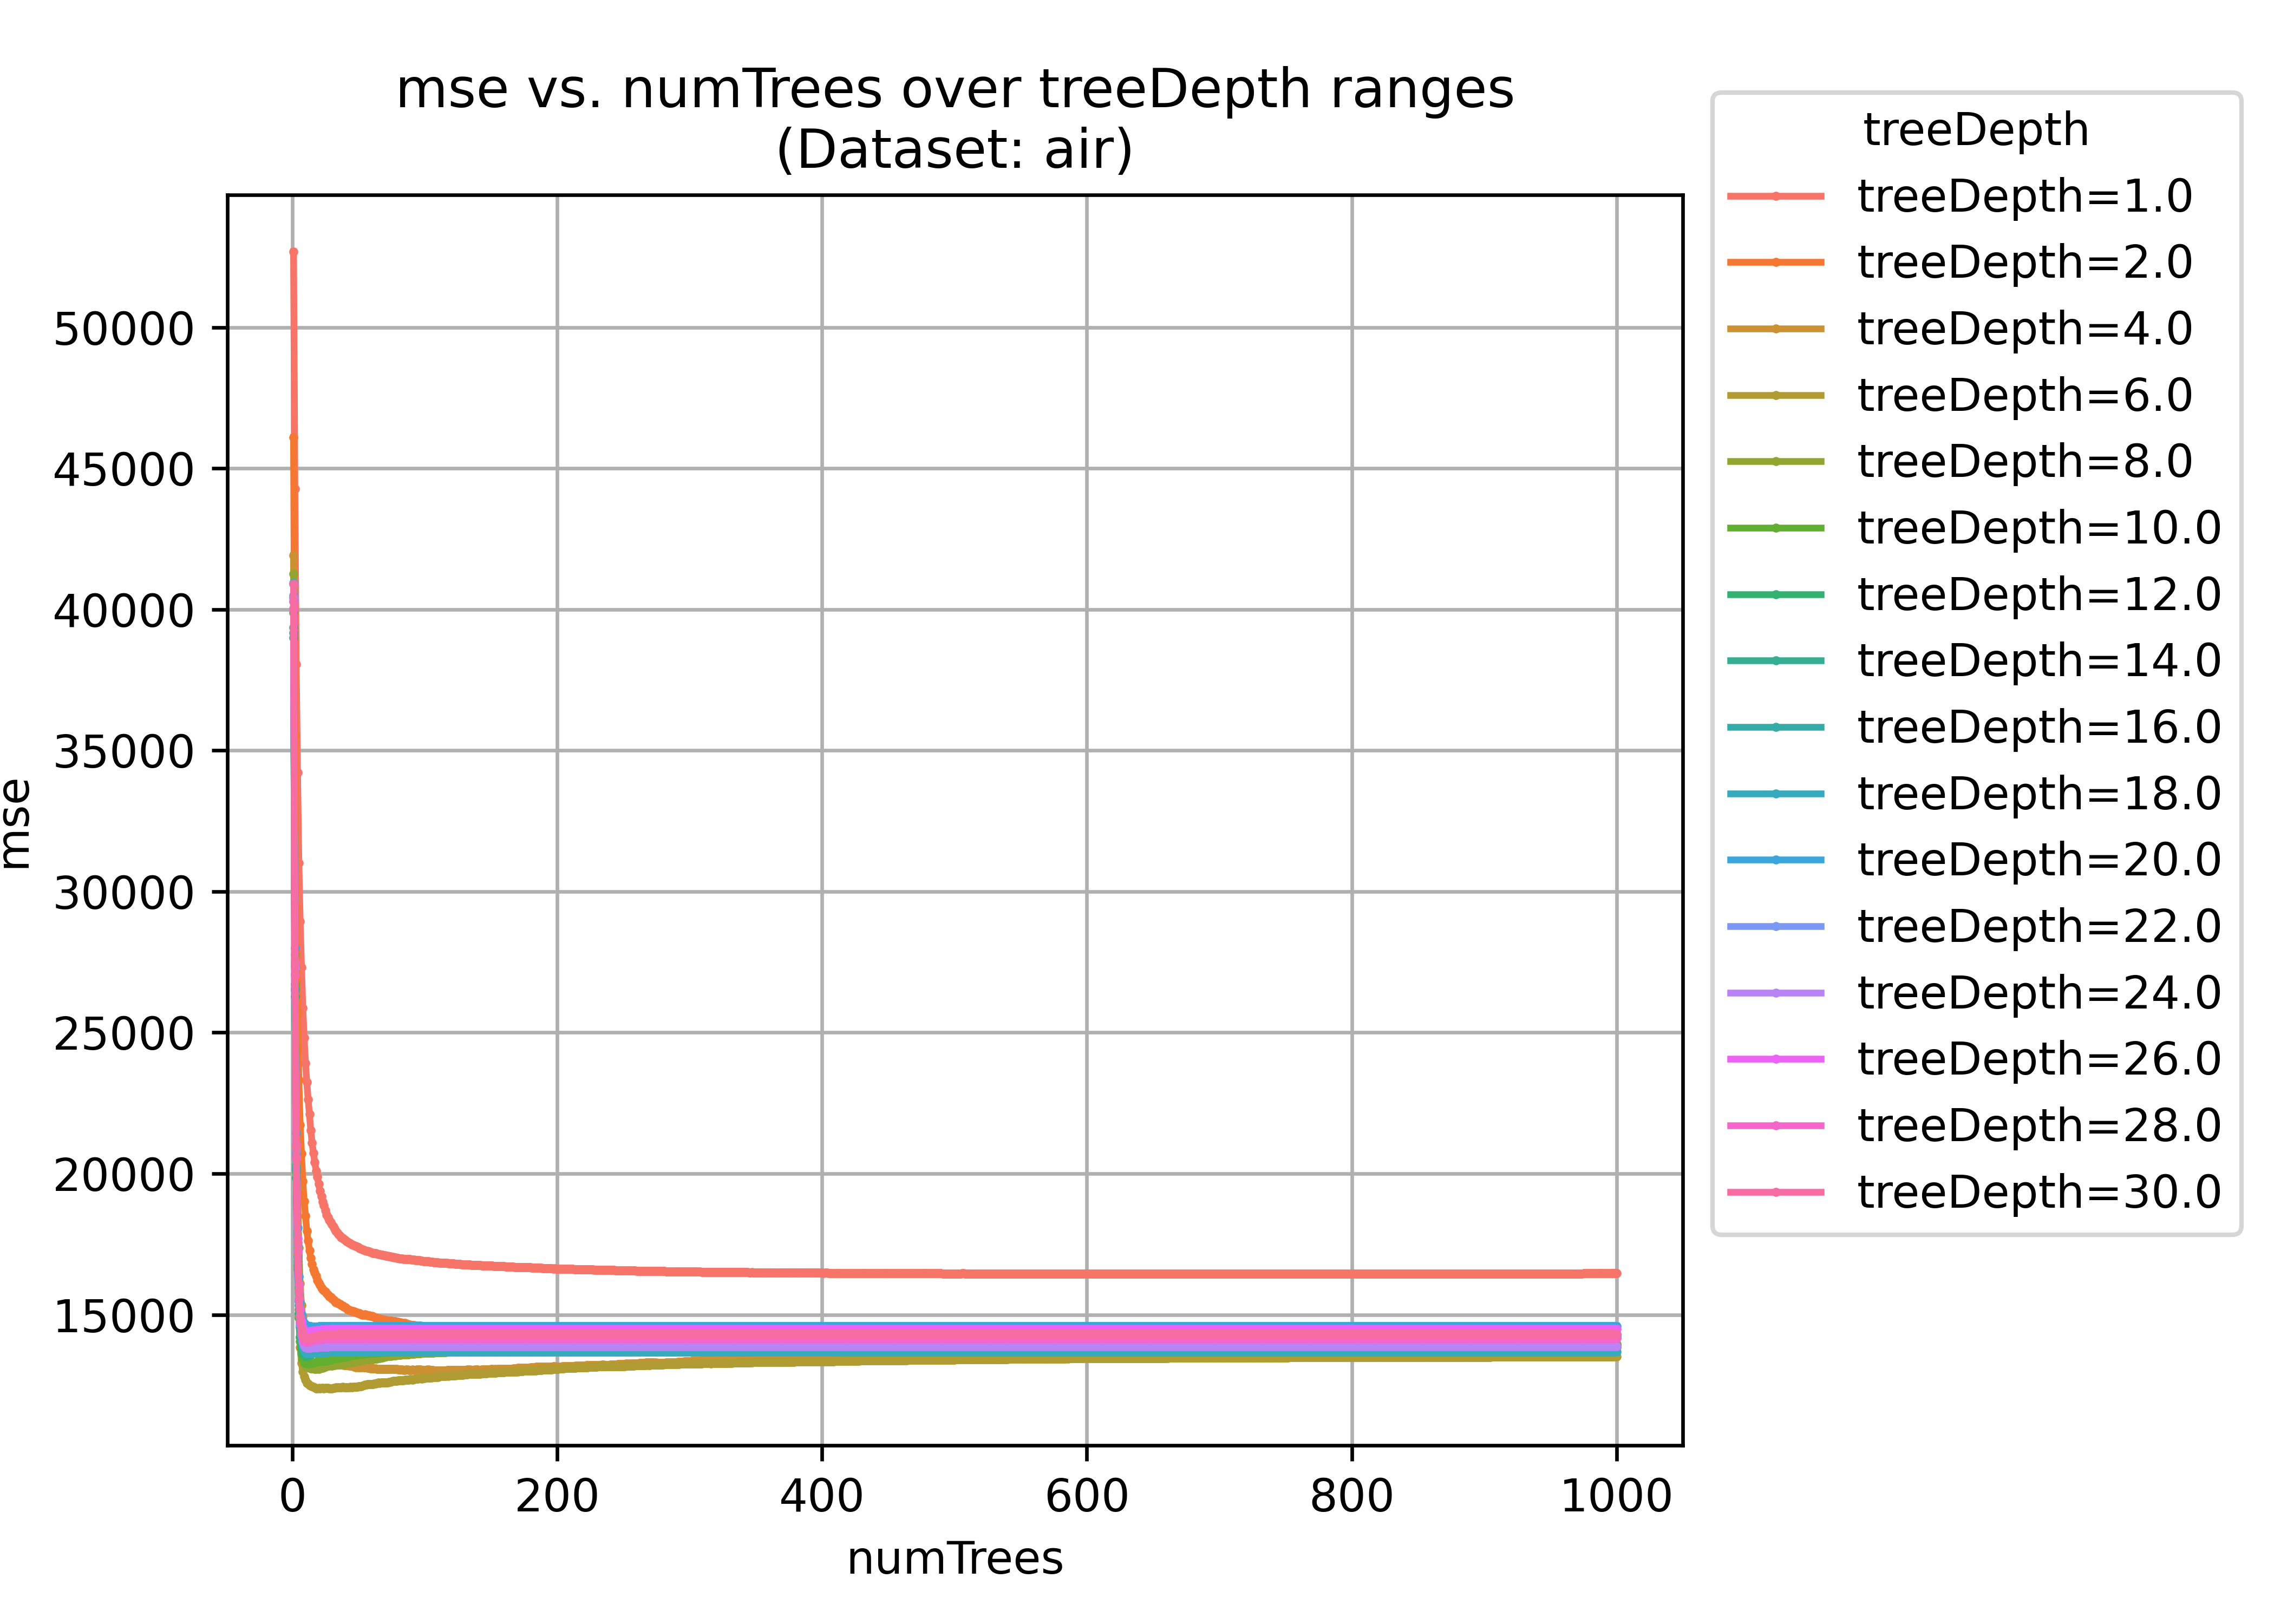 mse vs. numTrees over treeDepth ranges
(Dataset: air)
50000
45000
40000
35000
30000
25000
20000
15000
mse
0 200 400 600 800 1000
numTrees
treeDepth
treeDepth=1.0
treeDepth=2.0
treeDepth=4.0
treeDepth=6.0
treeDepth=8.0
treeDepth=10.0
treeDepth=12.0
treeDepth=14.0
treeDepth=16.0
treeDepth=18.0
treeDepth=20.0
treeDepth=22.0
treeDepth=24.0
treeDepth=26.0
treeDepth=28.0
treeDepth=30.0